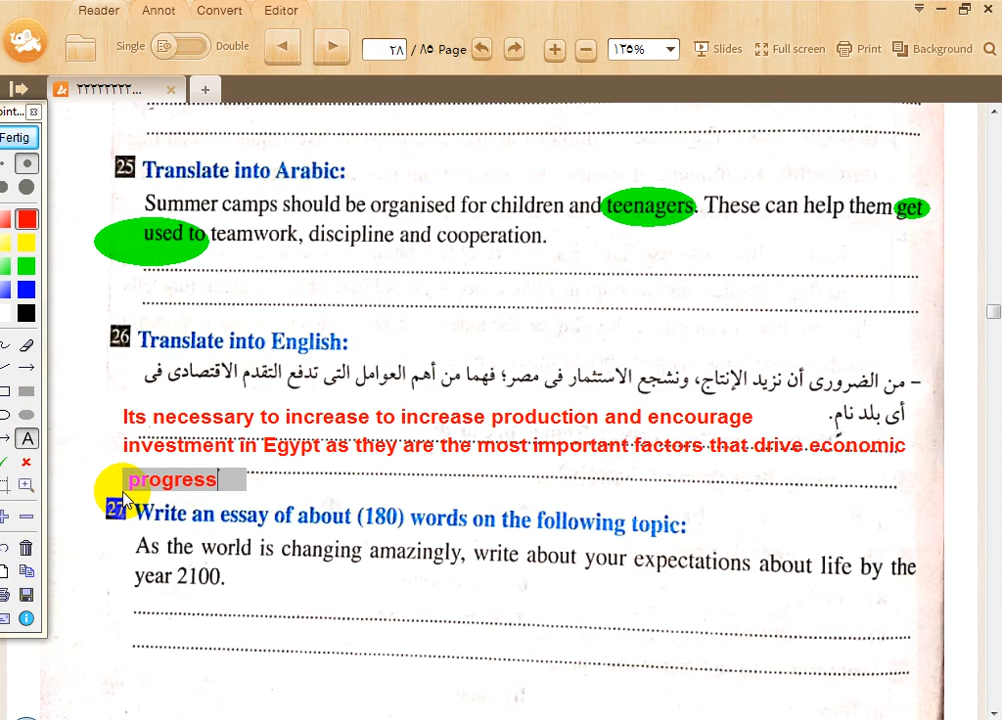 Reader Annot Convert Editor
Single Double ٢٨ / ٨٥ Page ١٢٥% Slides Full screen Print Background
٢٢٢٢٢٢٢٢... × +
oint...
Fertig
25 Translate into Arabic:
Summer camps should be organised for children and teenagers. These can help them get
used to teamwork, discipline and cooperation.
26 Translate into English:
– من الضرورى أن نزيد الإنتاج، ونشجع الاستثمار فى مصر؛ فهما من أهم العوامل التى تدفع التقدم الاقتصادى فى
أى بلد نامٍ.
Its necessary to increase to increase production and encourage
investment in Egypt as they are the most important factors that drive economic
progress
27 Write an essay of about (180) words on the following topic:
As the world is changing amazingly, write about your expectations about life by the
year 2100.